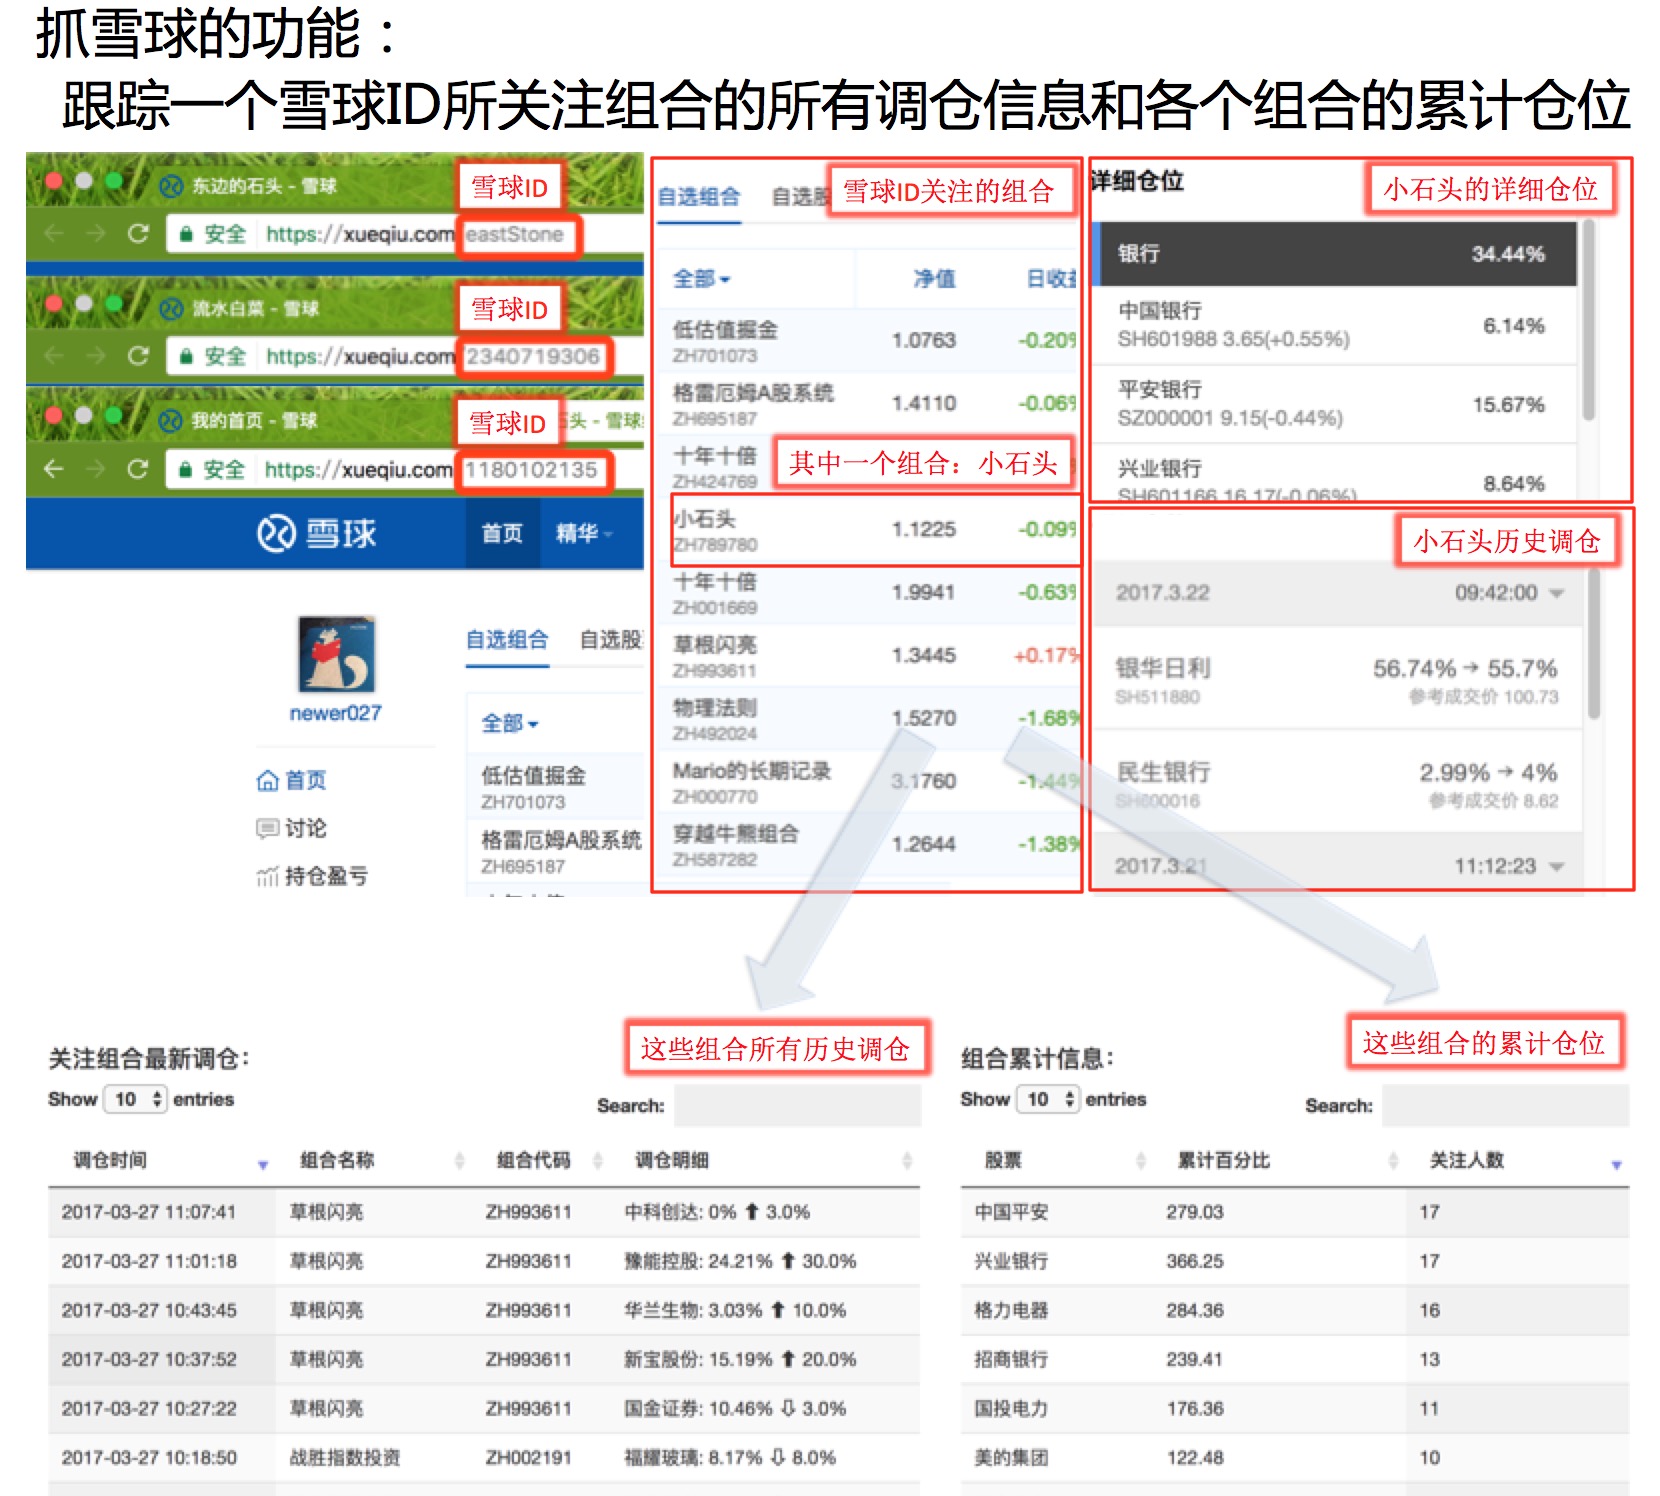 抓雪球的功能：
跟踪一个雪球ID所关注组合的所有调仓信息和各个组合的累计仓位
东边的石头 - 雪球
雪球ID
安全 https://xueqiu.com eastStone
流水白菜 - 雪球
雪球ID
安全 https://xueqiu.com 2340719306
我的首页 - 雪球
雪球ID
石头 - 雪球
安全 https://xueqiu.com 1180102135
雪球 首页 精华
newer027
首页
讨论
持仓盈亏
自选组合 自选股
全部
低估值掘金
ZH701073
格雷厄姆A股系统
ZH695187
自选组合 自选股
雪球ID关注的组合
全部 净值 日收益
低估值掘金
ZH701073 1.0763 -0.20%
格雷厄姆A股系统
ZH695187 1.4110 -0.06%
十年十倍
ZH424769
其中一个组合：小石头
小石头
ZH789780 1.1225 -0.09%
十年十倍
ZH001669 1.9941 -0.63%
草根闪亮
ZH993611 1.3445 +0.17%
物理法则
ZH492024 1.5270 -1.68%
Mario的长期记录
ZH000770 3.1760 -1.44%
穿越牛熊组合
ZH587282 1.2644 -1.38%
详细仓位
小石头的详细仓位
银行 34.44%
中国银行
SH601988 3.65(+0.55%) 6.14%
平安银行
SZ000001 9.15(-0.44%) 15.67%
兴业银行
SH601166 16.17(-0.06%) 8.64%
小石头历史调仓
2017.3.22 09:42:00
银华日利 56.74% → 55.7%
SH511880 参考成交价 100.73
民生银行 2.99% → 4%
SH600016 参考成交价 8.62
2017.3.21 11:12:23
关注组合最新调仓：
这些组合所有历史调仓
Show 10 entries
Search:
调仓时间 组合名称 组合代码 调仓明细
2017-03-27 11:07:41 草根闪亮 ZH993611 中科创达: 0% ⬆ 3.0%
2017-03-27 11:01:18 草根闪亮 ZH993611 豫能控股: 24.21% ⬆ 30.0%
2017-03-27 10:43:45 草根闪亮 ZH993611 华兰生物: 3.03% ⬆ 10.0%
2017-03-27 10:37:52 草根闪亮 ZH993611 新宝股份: 15.19% ⬆ 20.0%
2017-03-27 10:27:22 草根闪亮 ZH993611 国金证券: 10.46% ⇩ 3.0%
2017-03-27 10:18:50 战胜指数投资 ZH002191 福耀玻璃: 8.17% ⇩ 8.0%
组合累计信息：
这些组合的累计仓位
Show 10 entries
Search:
股票 累计百分比 关注人数
中国平安 279.03 17
兴业银行 366.25 17
格力电器 284.36 16
招商银行 239.41 13
国投电力 176.36 11
美的集团 122.48 10